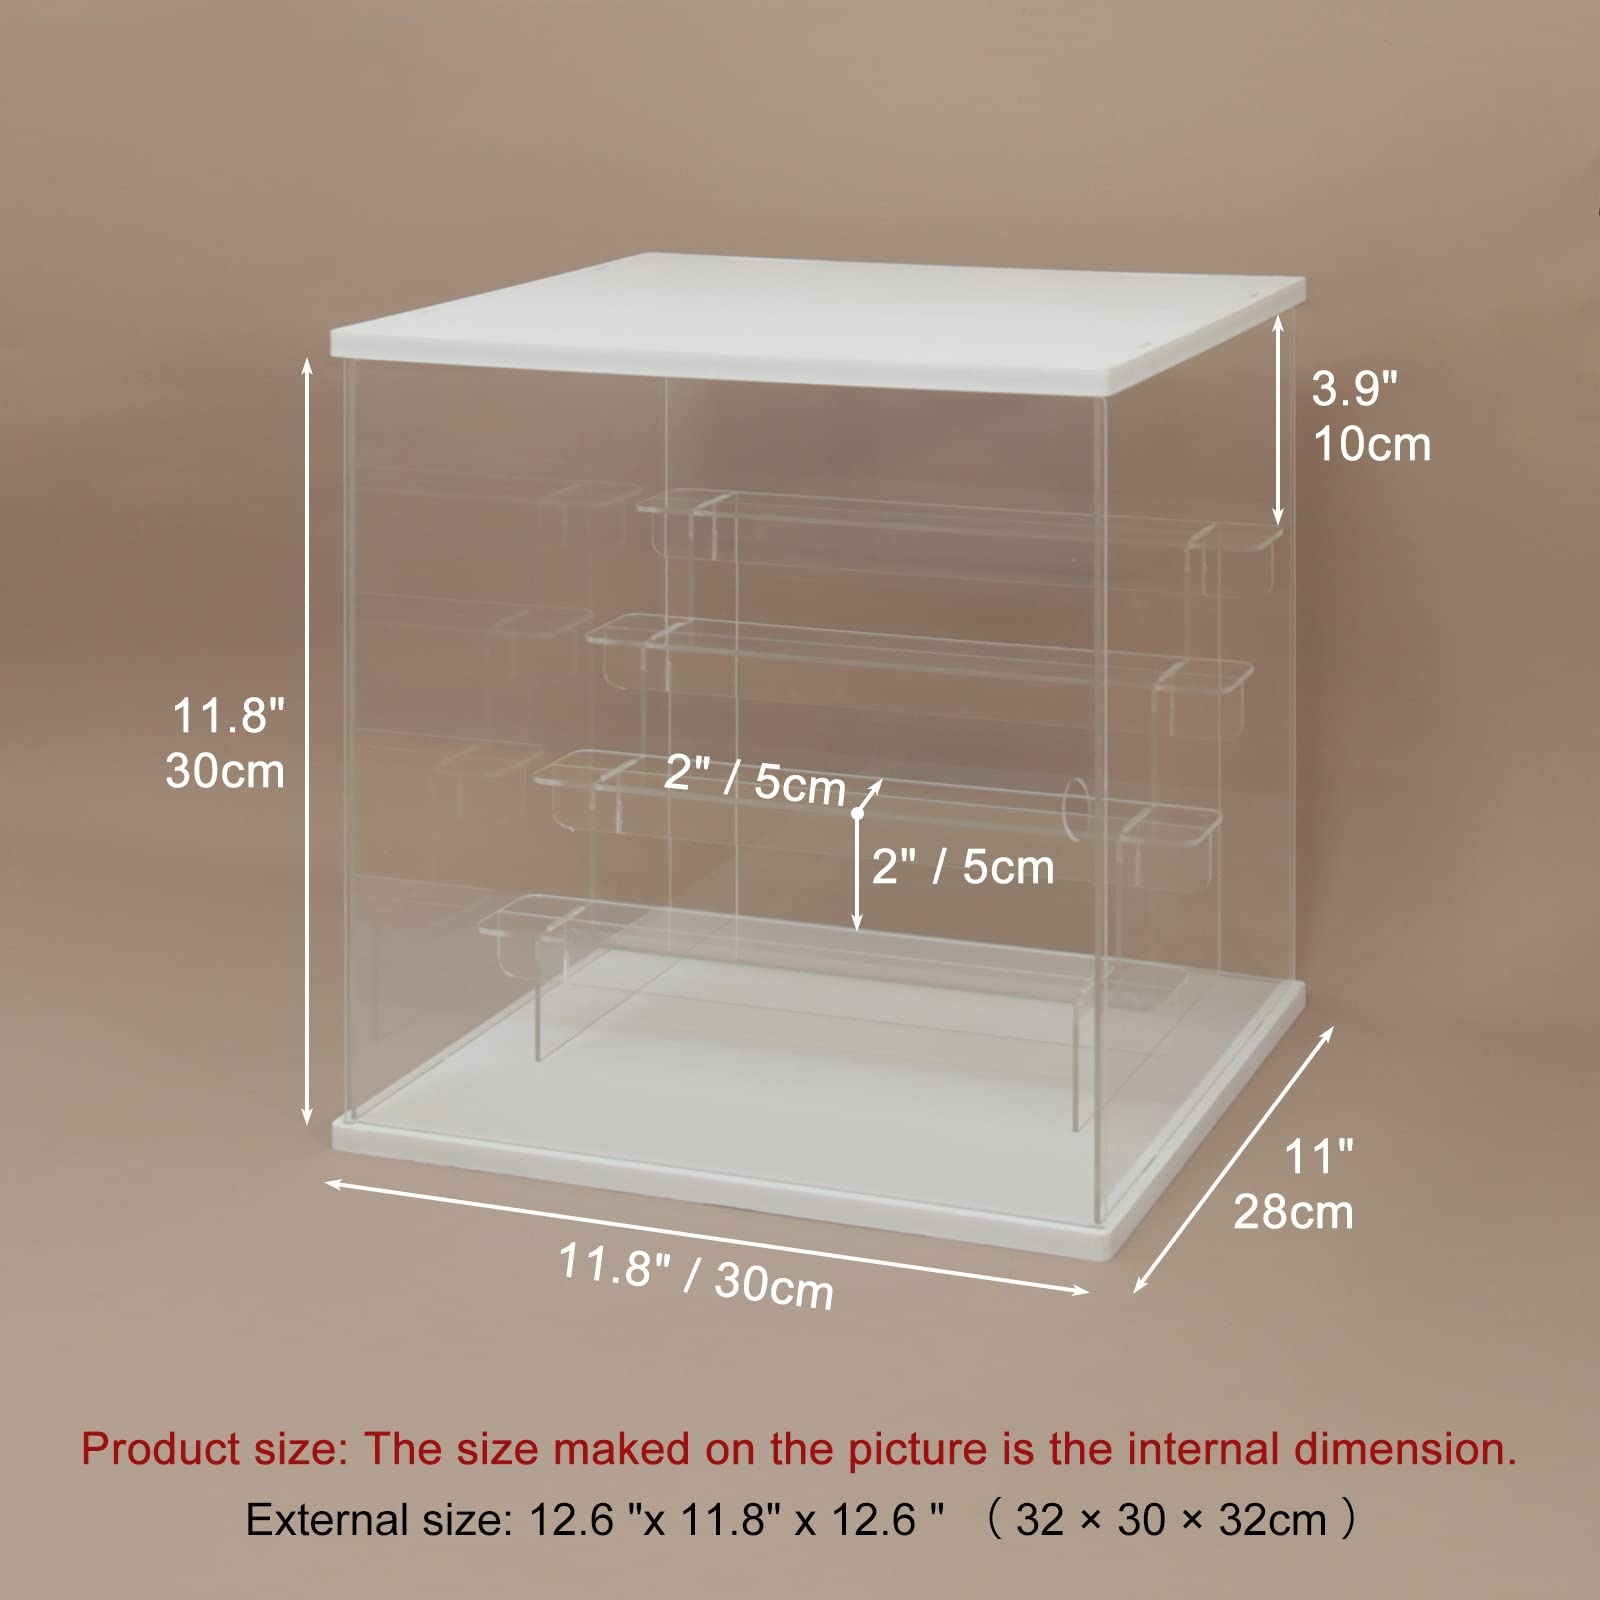 3.9"
10cm
11.8"
30cm
2" / 5cm
2" / 5cm
11"
28cm
11.8" / 30cm
Product size: The size maked on the picture is the internal dimension.
External size: 12.6 "x 11.8" x 12.6 " （ 32 × 30 × 32cm ）